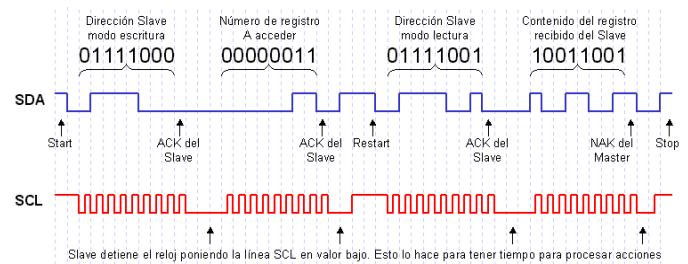 Dirección Slave
modo escritura
01111000
Número de registro
A acceder
00000011
Dirección Slave
modo lectura
01111001
Contenido del registro
recibido del Slave
10011001
SDA
Start
ACK del
Slave
ACK del
Slave
Restart
ACK del
Slave
NAK del
Master
Stop
SCL
Slave detiene el reloj poniendo la línea SCL en valor bajo. Esto lo hace para tener tiempo para procesar acciones